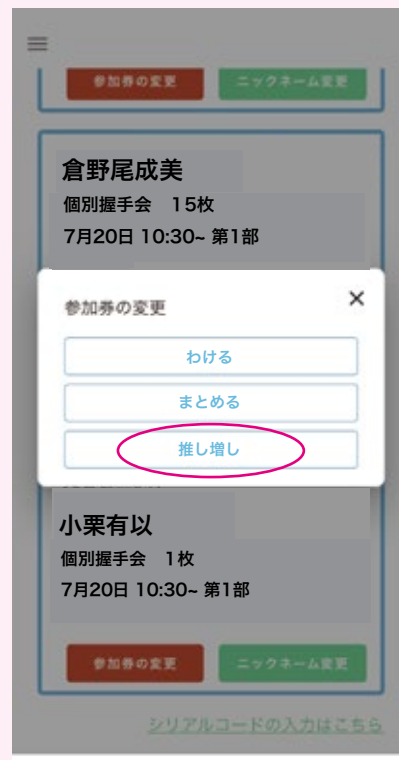 参加券の変更 ニックネーム変更
倉野尾成美
個別握手会　15枚
7月20日 10:30~ 第1部
参加券の変更 ×
わける
まとめる
推し増し
小栗有以
個別握手会　1枚
7月20日 10:30~ 第1部
参加券の変更 ニックネーム変更
シリアルコードの入力はこちら